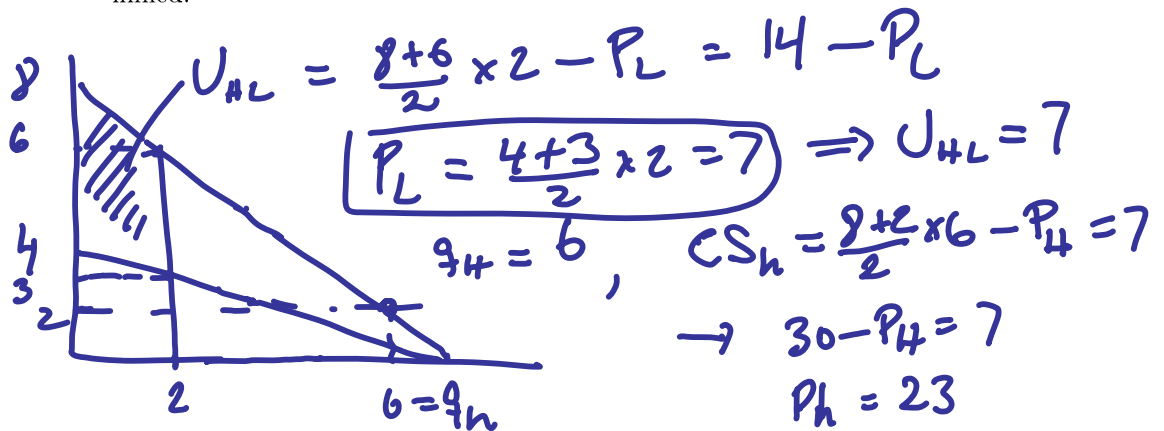 8
U_HL = (8+6)/2 x 2 - P_L = 14 - P_L
6
P_L = (4+3)/2 x 2 = 7 ⟹ U_HL = 7
4
q_H = 6 , CS_h = (8+2)/2 x 6 - P_H = 7
3
2
→ 30 - P_H = 7
2 6 = q_h
P_h = 23